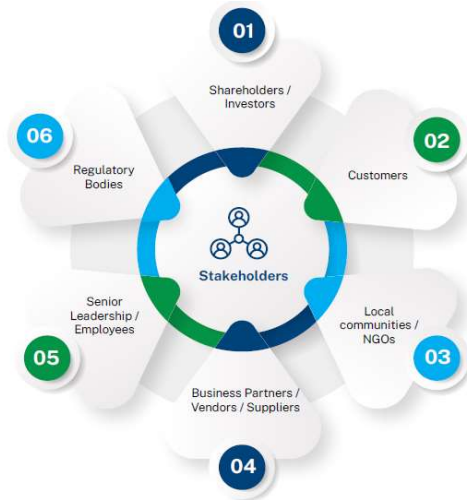 01
Shareholders /
Investors
02
Customers
03
Local
communities /
NGOs
04
Business Partners /
Vendors / Suppliers
05
Senior
Leadership /
Employees
06
Regulatory
Bodies
Stakeholders